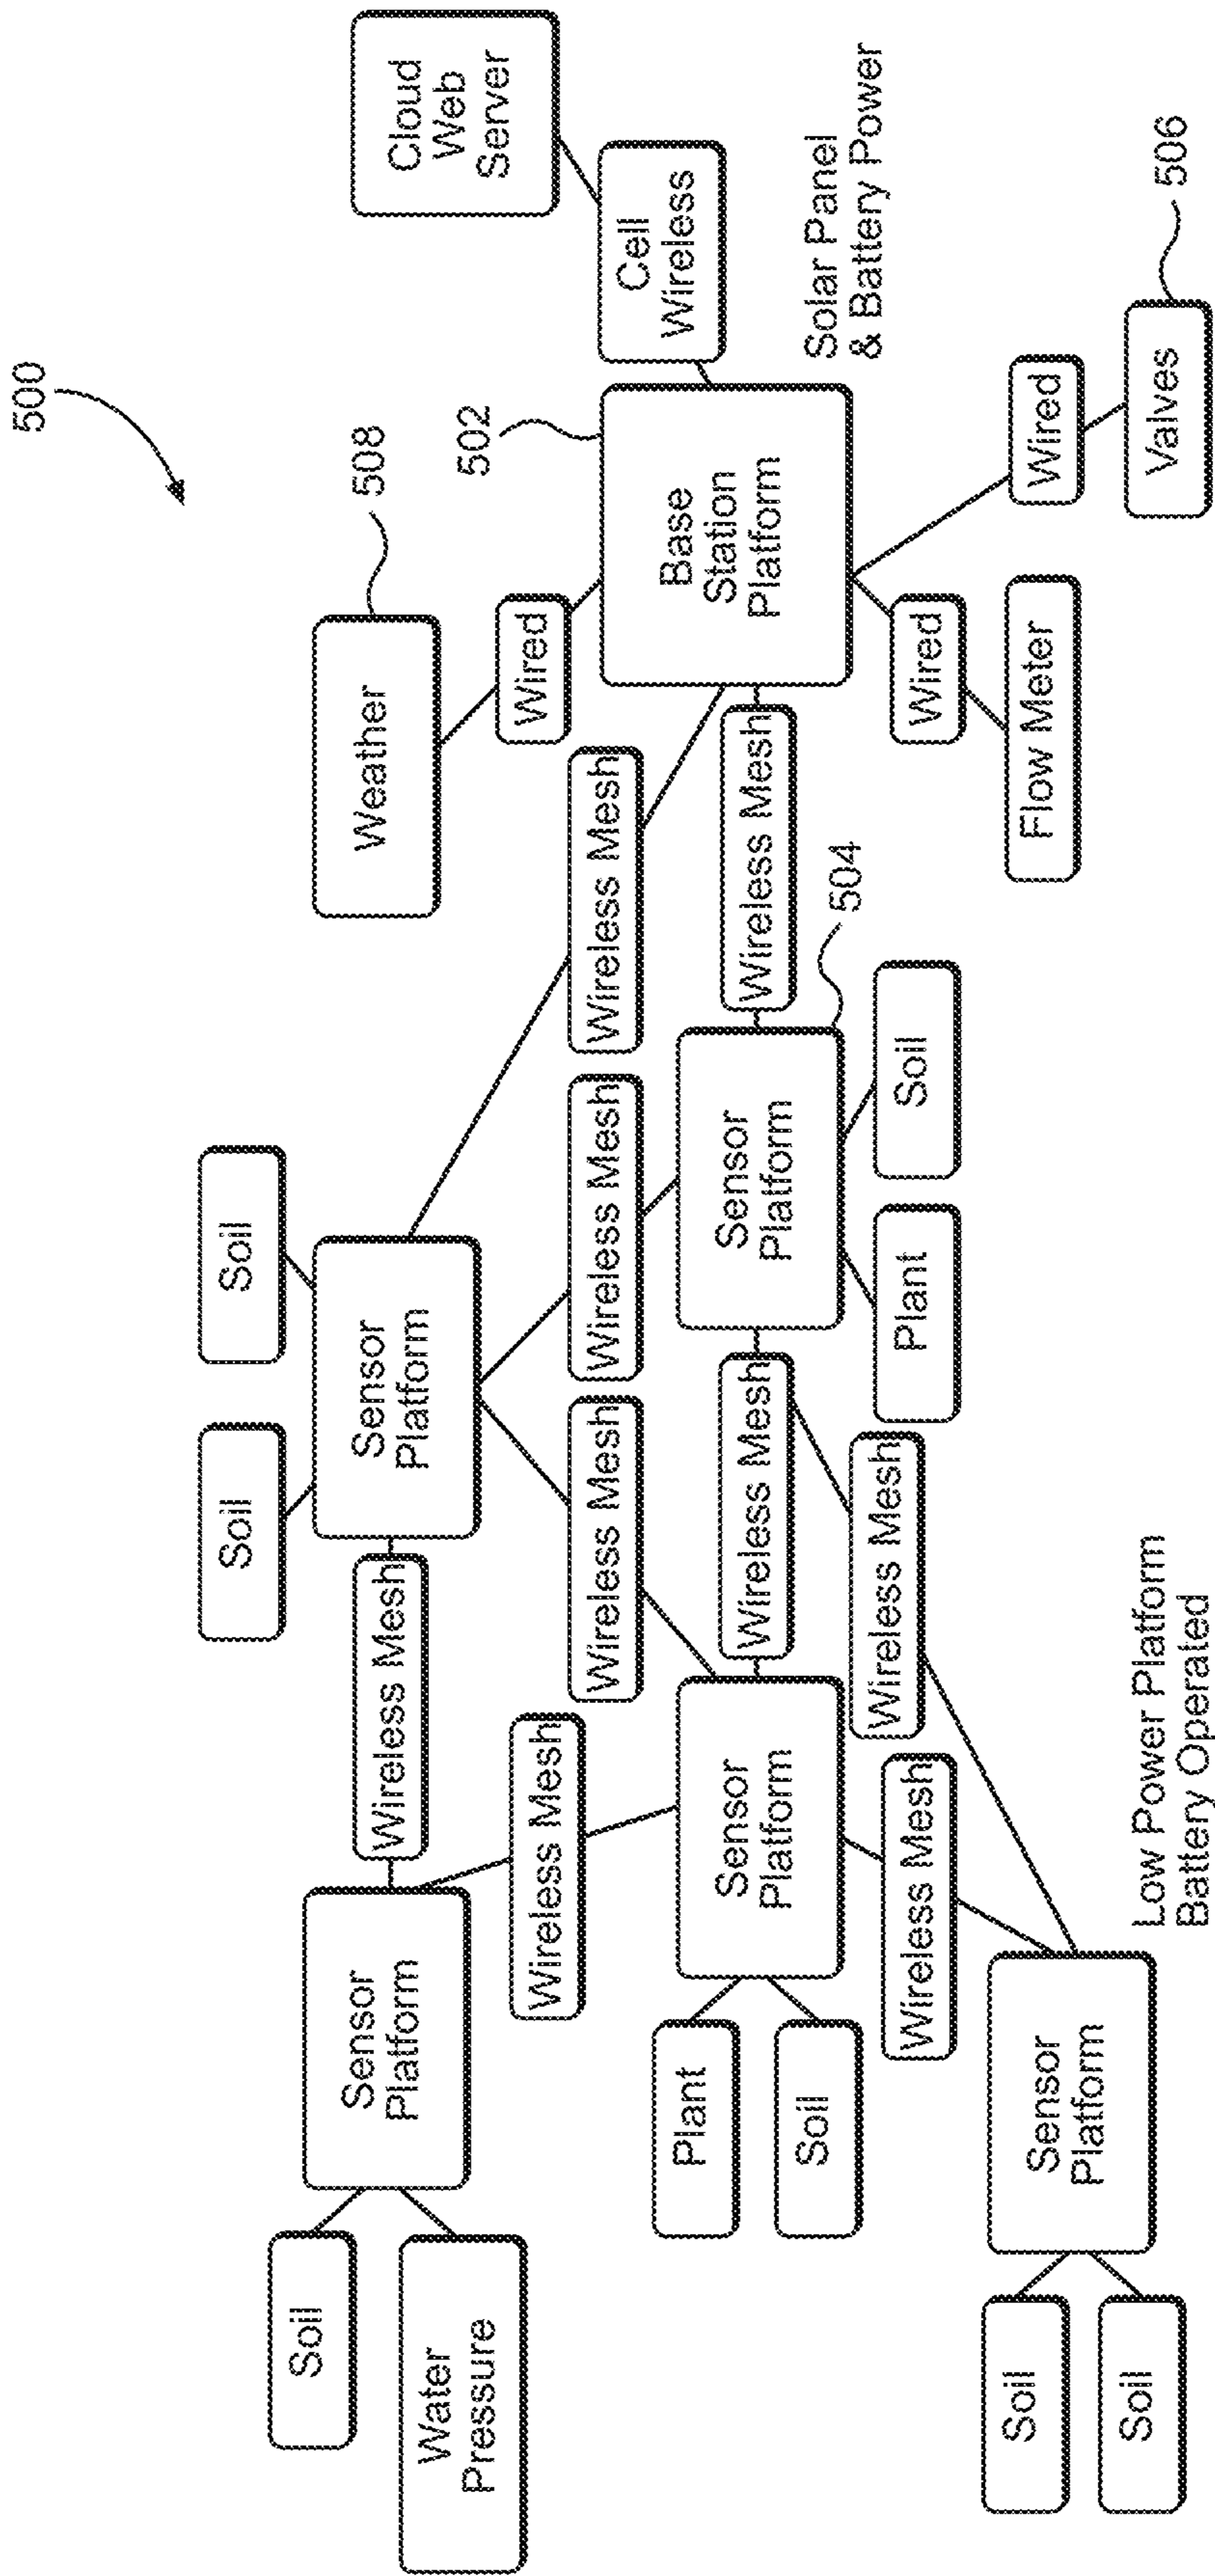 500
Soil
Soil
Soil
Sensor
Platform
Wireless Mesh
Sensor
Platform
Weather
508
Cloud
Web
Server
Water
Pressure
502
Wireless Mesh
Wired
Wireless Mesh
Wireless Mesh
Wireless Mesh
Cell
Wireless
Plant
Soil
Sensor
Platform
Wireless Mesh
Sensor
Platform
Wireless Mesh
Base
Station
Platform
Solar Panel
& Battery Power
504
Wireless Mesh
Wireless Mesh
Plant
Soil
Wired
Wired
Soil
Soil
Sensor
Platform
Flow Meter
Valves
506
Low Power Platform
Battery Operated